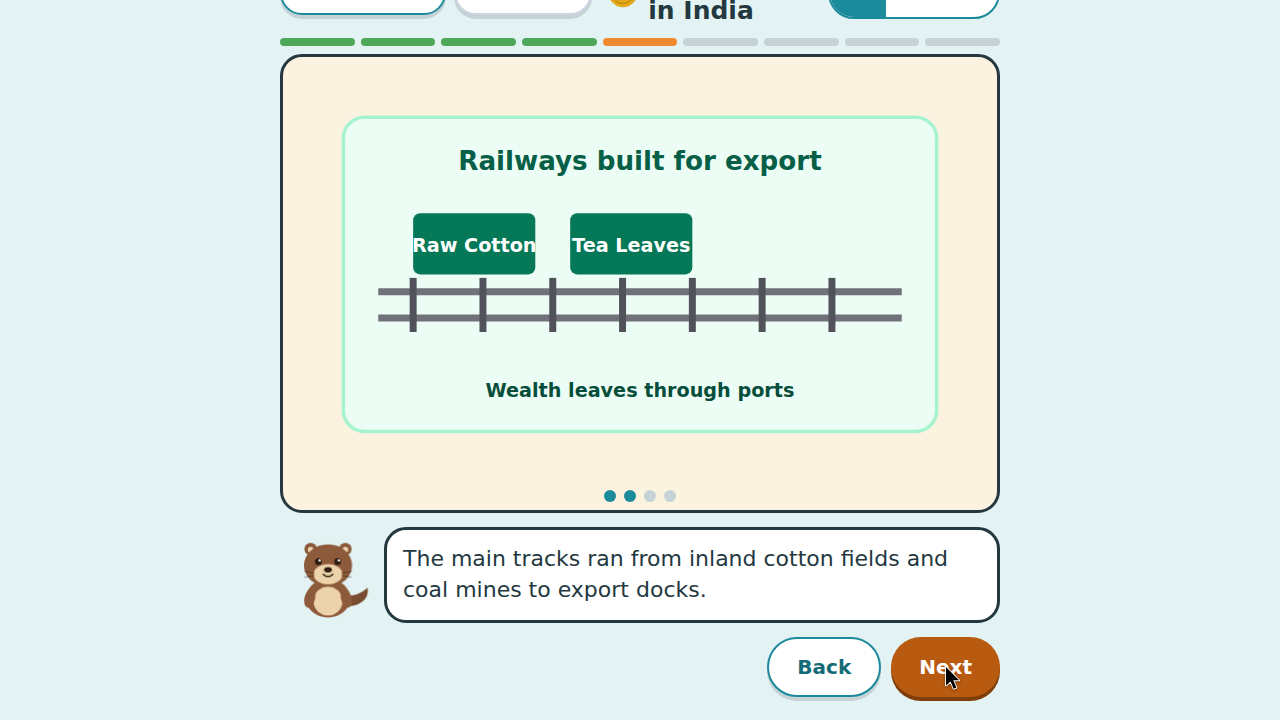 in India
Railways built for export
Raw Cotton
Tea Leaves
Wealth leaves through ports
The main tracks ran from inland cotton fields and
coal mines to export docks.
Back
Next